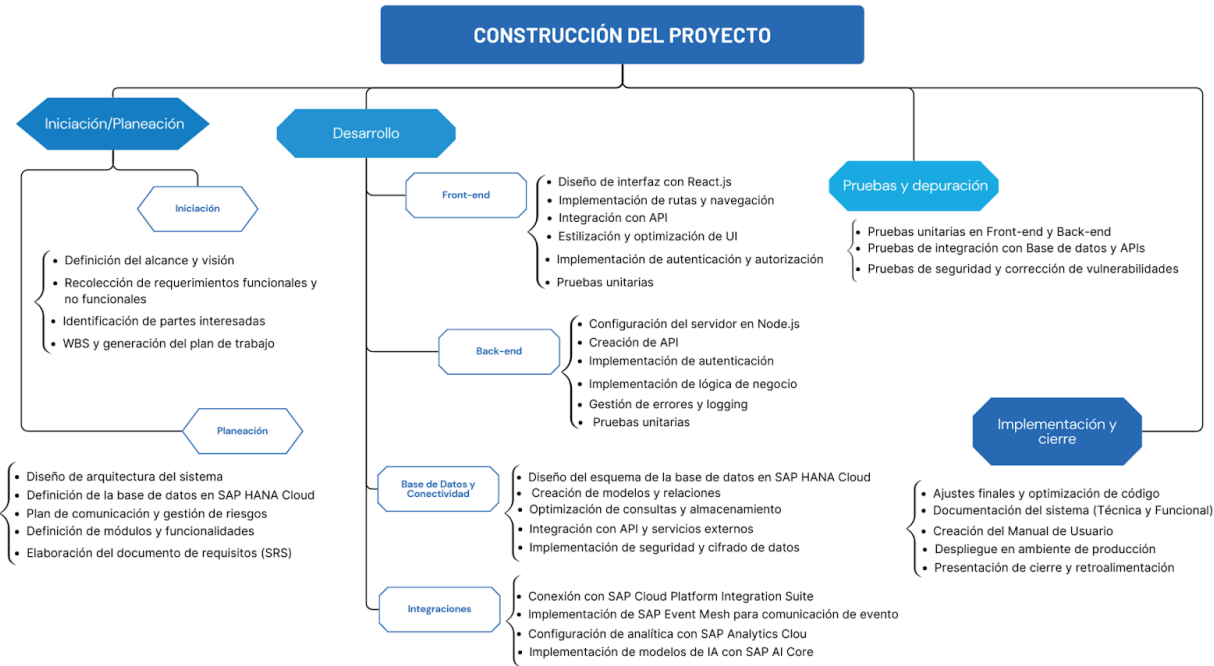 CONSTRUCCIÓN DEL PROYECTO
Iniciación/Planeación
Iniciación
Definición del alcance y visión
Recolección de requerimientos funcionales y
no funcionales
Identificación de partes interesadas
WBS y generación del plan de trabajo
Planeación
Diseño de arquitectura del sistema
Definición de la base de datos en SAP HANA Cloud
Plan de comunicación y gestión de riesgos
Definición de módulos y funcionalidades
Elaboración del documento de requisitos (SRS)
Desarrollo
Front-end
Diseño de interfaz con React.js
Implementación de rutas y navegación
Integración con API
Estilización y optimización de UI
Implementación de autenticación y autorización
Pruebas unitarias
Back-end
Configuración del servidor en Node.js
Creación de API
Implementación de autenticación
Implementación de lógica de negocio
Gestión de errores y logging
Pruebas unitarias
Base de Datos y
Conectividad
Diseño del esquema de la base de datos en SAP HANA Cloud
Creación de modelos y relaciones
Optimización de consultas y almacenamiento
Integración con API y servicios externos
Implementación de seguridad y cifrado de datos
Integraciones
Conexión con SAP Cloud Platform Integration Suite
Implementación de SAP Event Mesh para comunicación de evento
Configuración de analítica con SAP Analytics Clou
Implementación de modelos de IA con SAP AI Core
Pruebas y depuración
Pruebas unitarias en Front-end y Back-end
Pruebas de integración con Base de datos y APIs
Pruebas de seguridad y corrección de vulnerabilidades
Implementación y
cierre
Ajustes finales y optimización de código
Documentación del sistema (Técnica y Funcional)
Creación del Manual de Usuario
Despliegue en ambiente de producción
Presentación de cierre y retroalimentación